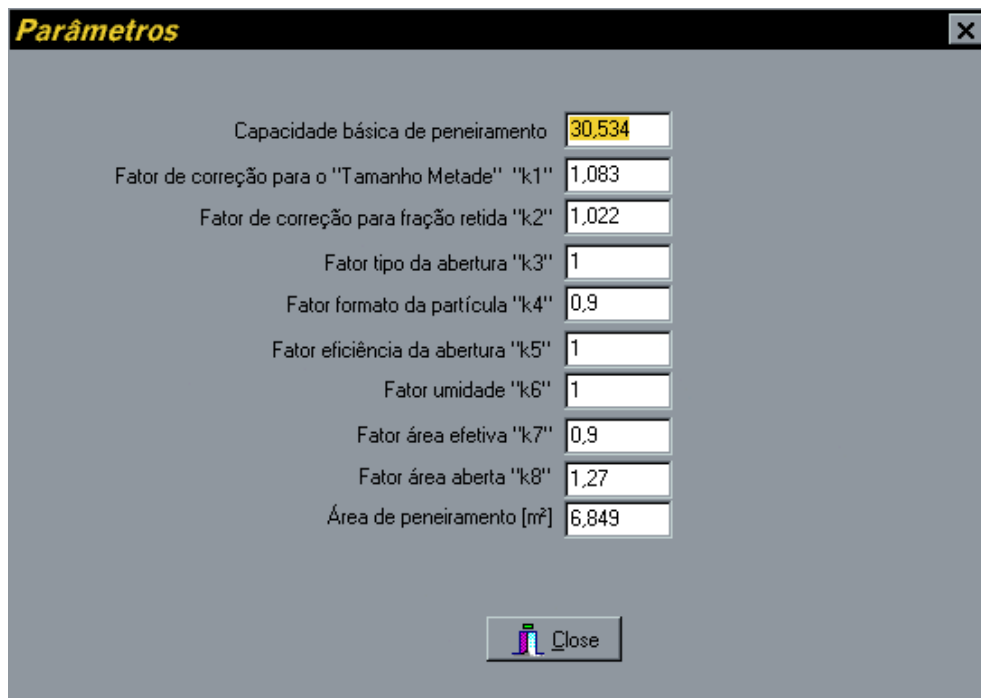 Parâmetros
Capacidade básica de peneiramento 30,534
Fator de correção para o "Tamanho Metade" "k1" 1,083
Fator de correção para fração retida "k2" 1,022
Fator tipo da abertura "k3" 1
Fator formato da partícula "k4" 0,9
Fator eficiência da abertura "k5" 1
Fator umidade "k6" 1
Fator área efetiva "k7" 0,9
Fator área aberta "k8" 1,27
Área de peneiramento [m²] 6,849
Close